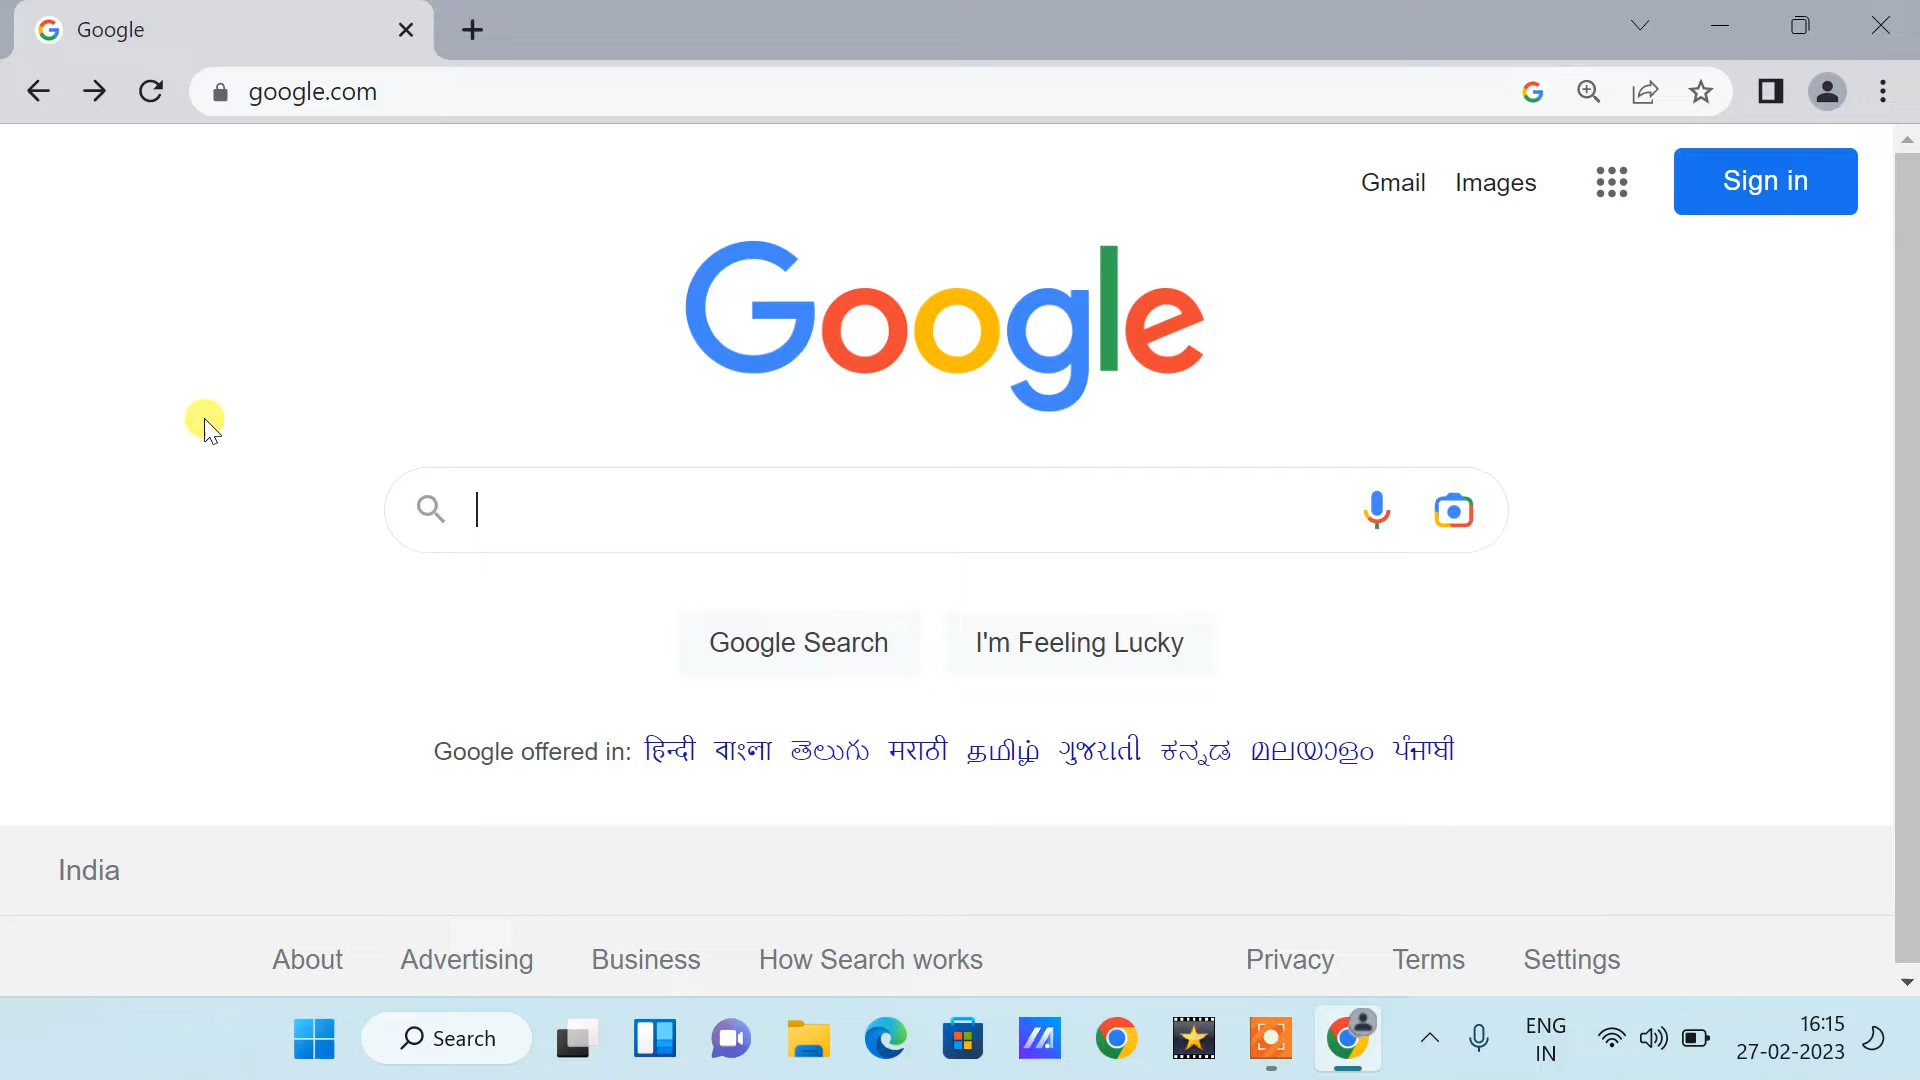 Google
google.com
Gmail Images Sign in
Google
Google Search I'm Feeling Lucky
Google offered in: हिन्दी বাংলা తెలుగు मराठी தமிழ் ગુજરાતી ಕನ್ನಡ മലയാളം ਪੰਜਾਬੀ
India
About Advertising Business How Search works Privacy Terms Settings
Search ENG 16:15
IN 27-02-2023